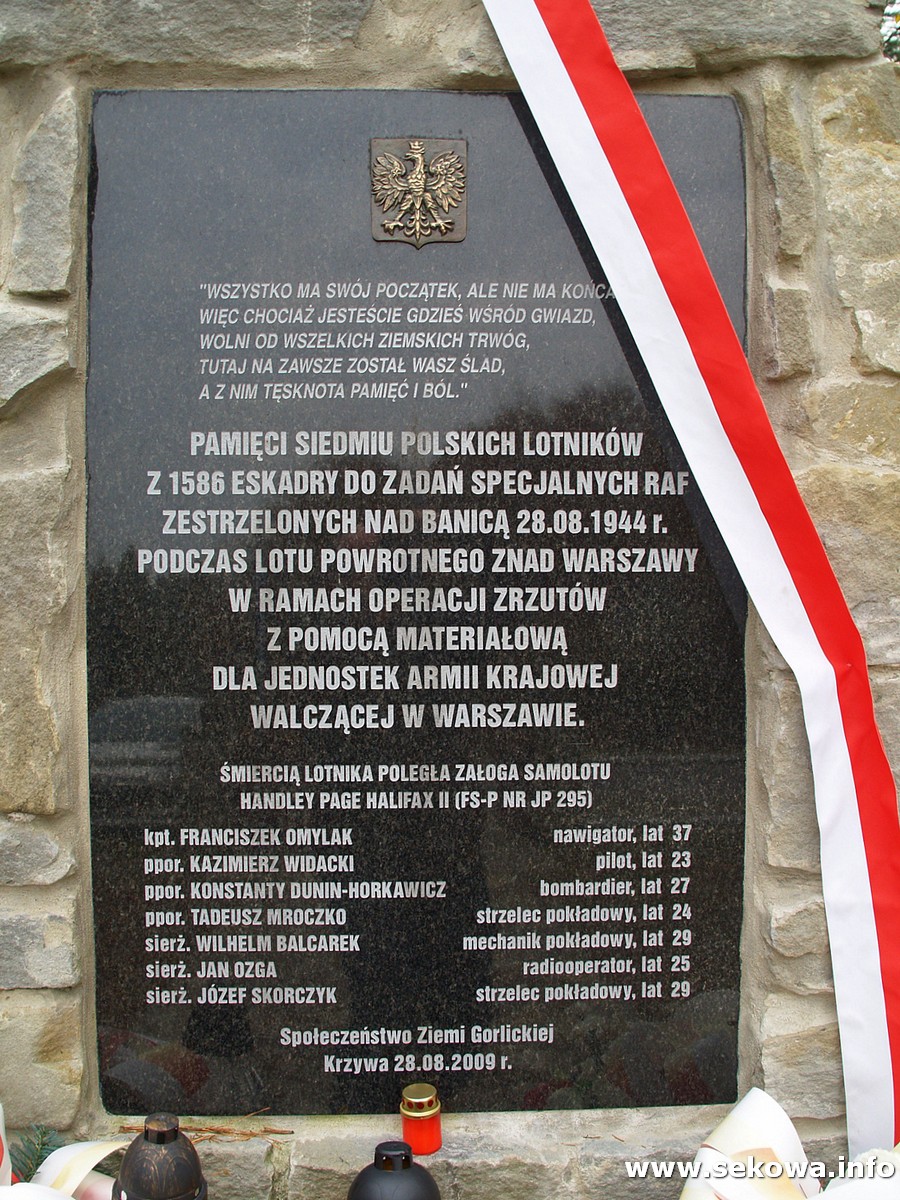 "WSZYSTKO MA SWÓJ POCZĄTEK, ALE NIE MA KOŃCA
WIĘC CHOCIAŻ JESTEŚCIE GDZIEŚ WŚRÓD GWIAZD,
WOLNI OD WSZELKICH ZIEMSKICH TRWÓG,
TUTAJ NA ZAWSZE ZOSTAŁ WASZ ŚLAD,
A Z NIM TĘSKNOTA PAMIĘĆ I BÓL."
PAMIĘCI SIEDMIU POLSKICH LOTNIKÓW
Z 1586 ESKADRY DO ZADAŃ SPECJALNYCH RAF
ZESTRZELONYCH NAD BANICĄ 28.08.1944 r.
PODCZAS LOTU POWROTNEGO ZNAD WARSZAWY
W RAMACH OPERACJI ZRZUTÓW
Z POMOCĄ MATERIAŁOWĄ
DLA JEDNOSTEK ARMII KRAJOWEJ
WALCZĄCEJ W WARSZAWIE.
ŚMIERCIĄ LOTNIKA POLEGŁA ZAŁOGA SAMOLOTU
HANDLEY PAGE HALIFAX II (FS-P NR JP 295)
kpt. FRANCISZEK OMYLAK nawigator, lat 37
ppor. KAZIMIERZ WIDACKI pilot, lat 23
ppor. KONSTANTY DUNIN-HORKAWICZ bombardier, lat 27
ppor. TADEUSZ MROCZKO strzelec pokładowy, lat 24
sierż. WILHELM BALCAREK mechanik pokładowy, lat 29
sierż. JAN OZGA radiooperator, lat 25
sierż. JÓZEF SKORCZYK strzelec pokładowy, lat 29
Społeczeństwo Ziemi Gorlickiej
Krzywa 28.08.2009 r.
www.sekowa.info